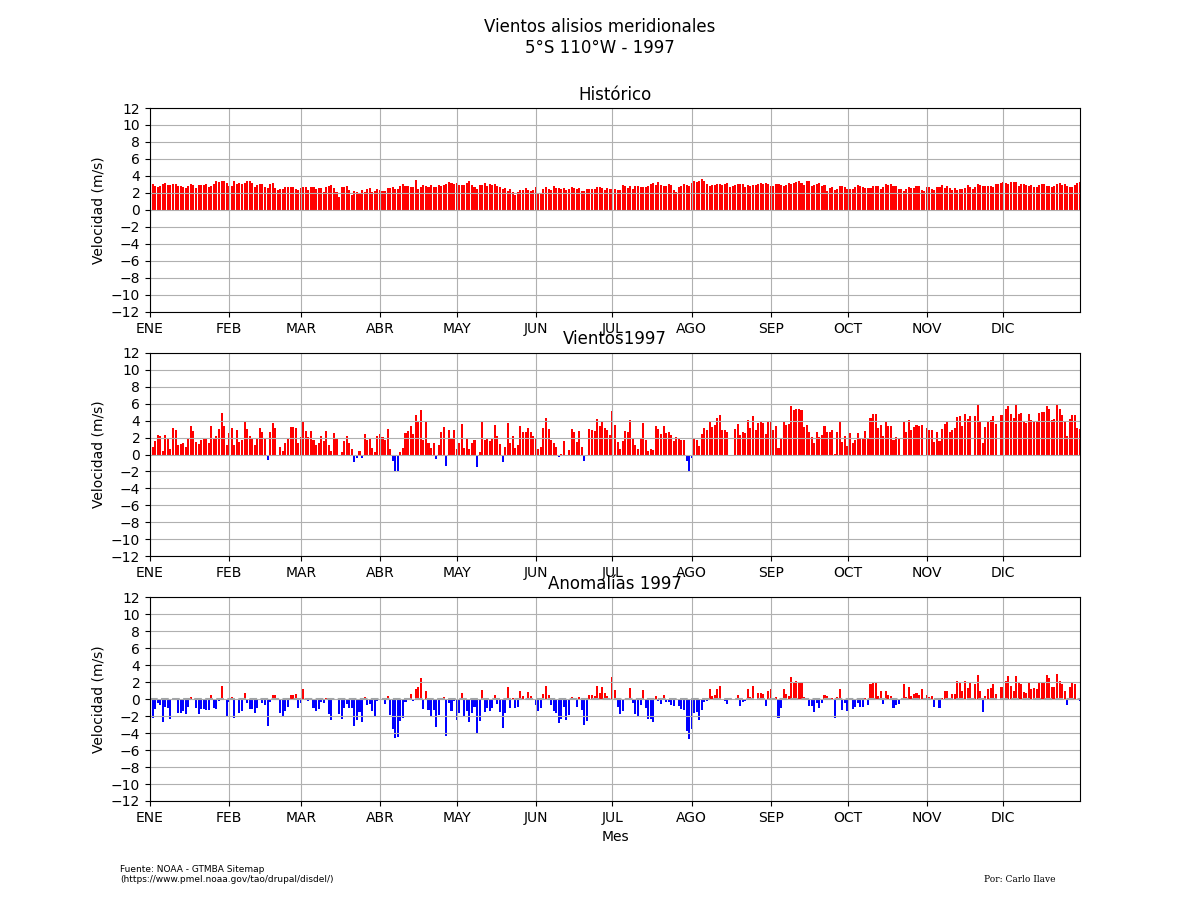 Vientos alisios meridionales
5°S 110°W - 1997
Histórico
12
10
8
6
4
2
0
−2
−4
−6
−8
−10
−12
Velocidad (m/s)
ENE FEB MAR ABR MAY JUN JUL AGO SEP OCT NOV DIC
Vientos1997
12
10
8
6
4
2
0
−2
−4
−6
−8
−10
−12
Velocidad (m/s)
ENE FEB MAR ABR MAY JUN JUL AGO SEP OCT NOV DIC
Anomalías 1997
12
10
8
6
4
2
0
−2
−4
−6
−8
−10
−12
Velocidad (m/s)
ENE FEB MAR ABR MAY JUN JUL AGO SEP OCT NOV DIC
Mes
Fuente: NOAA - GTMBA Sitemap
(https://www.pmel.noaa.gov/tao/drupal/disdel/)
Por: Carlo Ilave